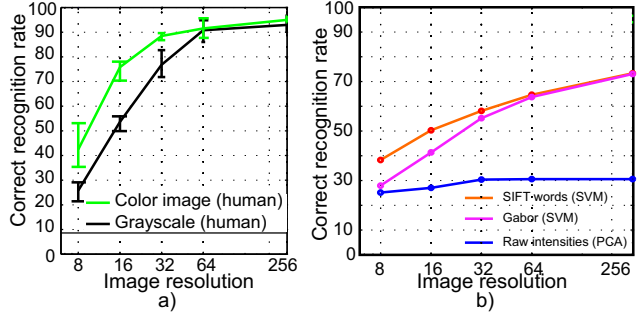 Correct recognition rate
100
90
80
70
60
50
40
30
20
10
0
Color image (human)
Grayscale (human)
8 16 32 64 256
Image resolution
a)
Correct recognition rate
100
90
70
50
30
10
0
SIFT words (SVM)
Gabor (SVM)
Raw intensities (PCA)
8 16 32 64 256
Image resolution
b)